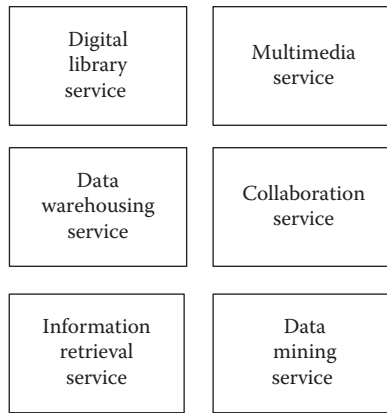 Digital
library
service
Multimedia
service
Data
warehousing
service
Collaboration
service
Information
retrieval
service
Data
mining
service